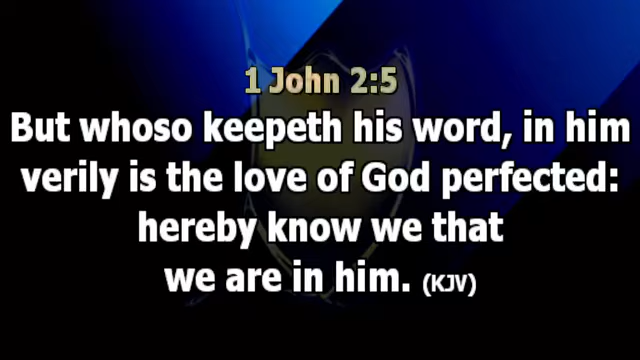 1 John 2:5
But whoso keepeth his word, in him
verily is the love of God perfected:
hereby know we that
we are in him. (KJV)